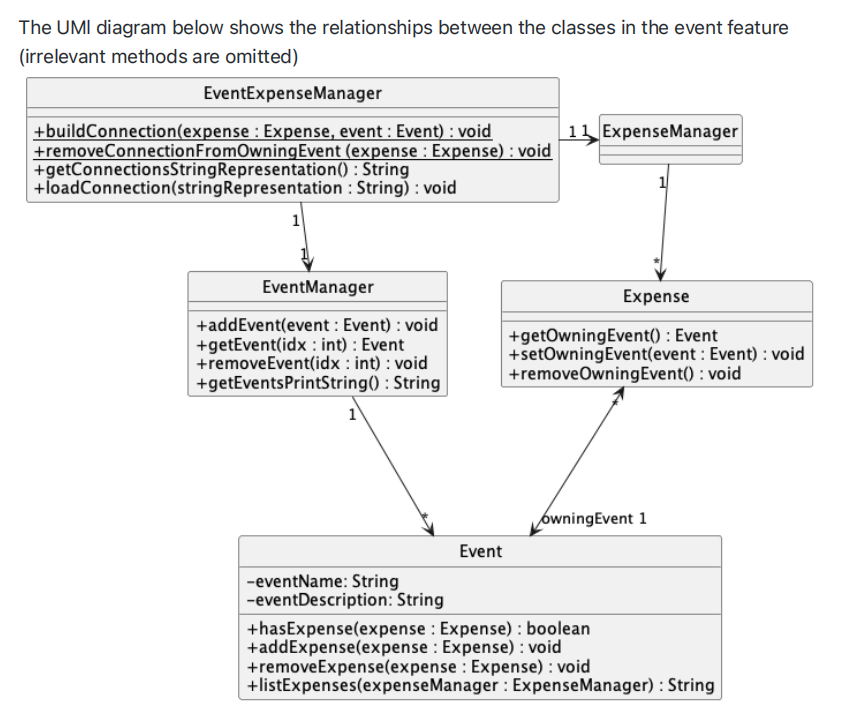 The UMI diagram below shows the relationships between the classes in the event feature
(irrelevant methods are omitted)
EventExpenseManager
+buildConnection(expense : Expense, event : Event) : void
+removeConnectionFromOwningEvent (expense : Expense) : void
+getConnectionsStringRepresentation() : String
+loadConnection(stringRepresentation : String) : void
1 1
ExpenseManager
1
1
1
*
EventManager
+addEvent(event : Event) : void
+getEvent(idx : int) : Event
+removeEvent(idx : int) : void
+getEventsPrintString() : String
Expense
+getOwningEvent() : Event
+setOwningEvent(event : Event) : void
+removeOwningEvent() : void
1
*
*
owningEvent 1
Event
-eventName: String
-eventDescription: String
+hasExpense(expense : Expense) : boolean
+addExpense(expense : Expense) : void
+removeExpense(expense : Expense) : void
+listExpenses(expenseManager : ExpenseManager) : String